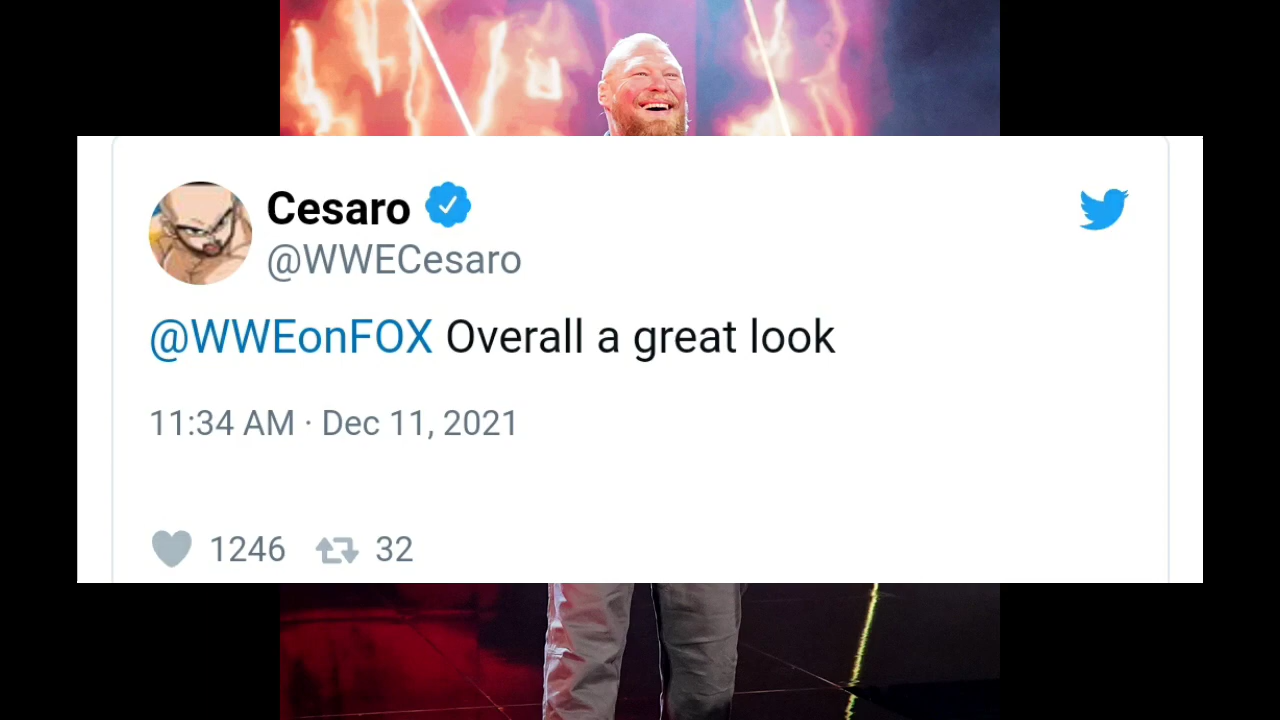 Cesaro
@WWECesaro
@WWEonFOX Overall a great look
11:34 AM · Dec 11, 2021
1246 32